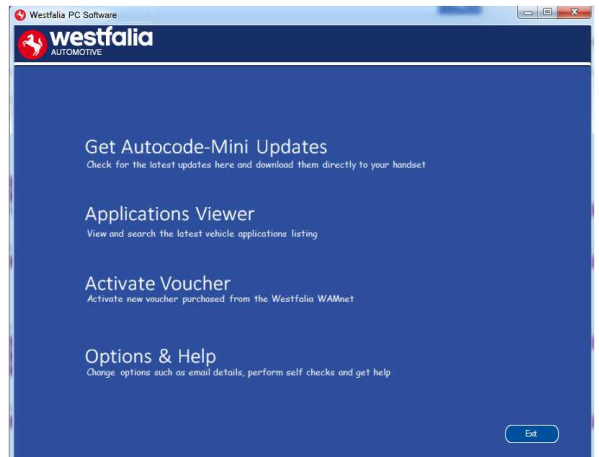 Westfalia PC Software
westfalia
AUTOMOTIVE
Get Autocode-Mini Updates
Check for the latest updates here and download them directly to your handset
Applications Viewer
View and search the latest vehicle applications listing
Activate Voucher
Activate new voucher purchased from the Westfalia WAMnet
Options & Help
Change options such as email details, perform self checks and get help
Exit